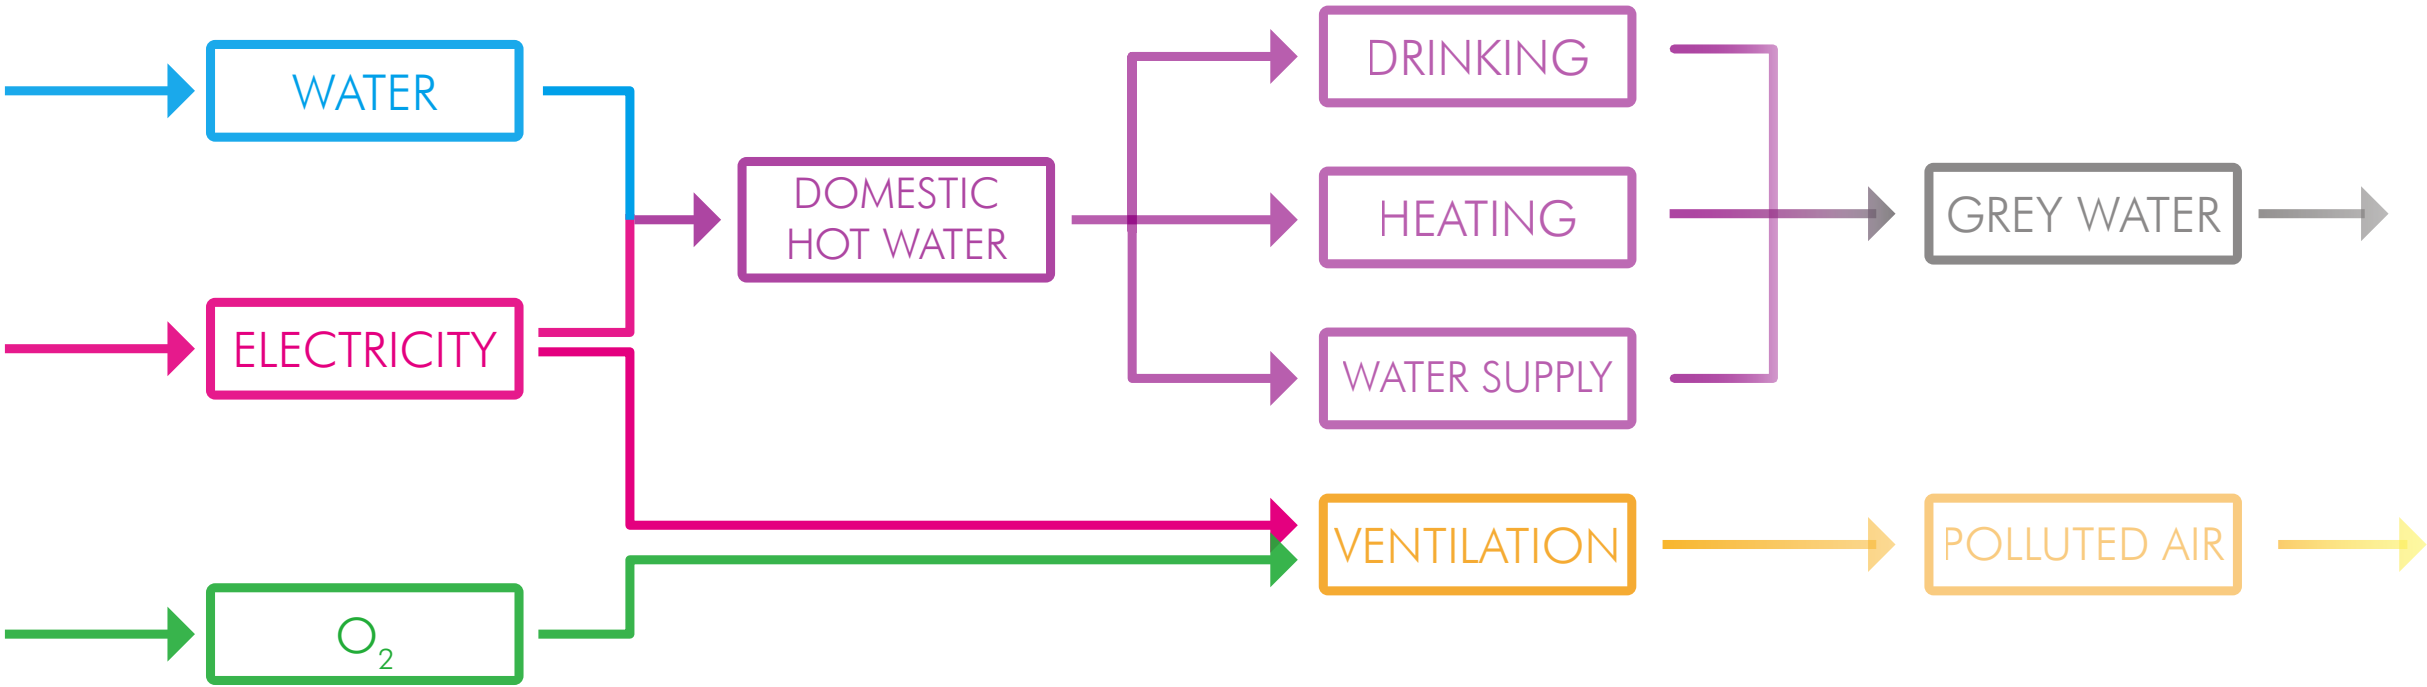 WATER
ELECTRICITY
O₂
DOMESTIC
HOT WATER
DRINKING
HEATING
WATER SUPPLY
VENTILATION
GREY WATER
POLLUTED AIR